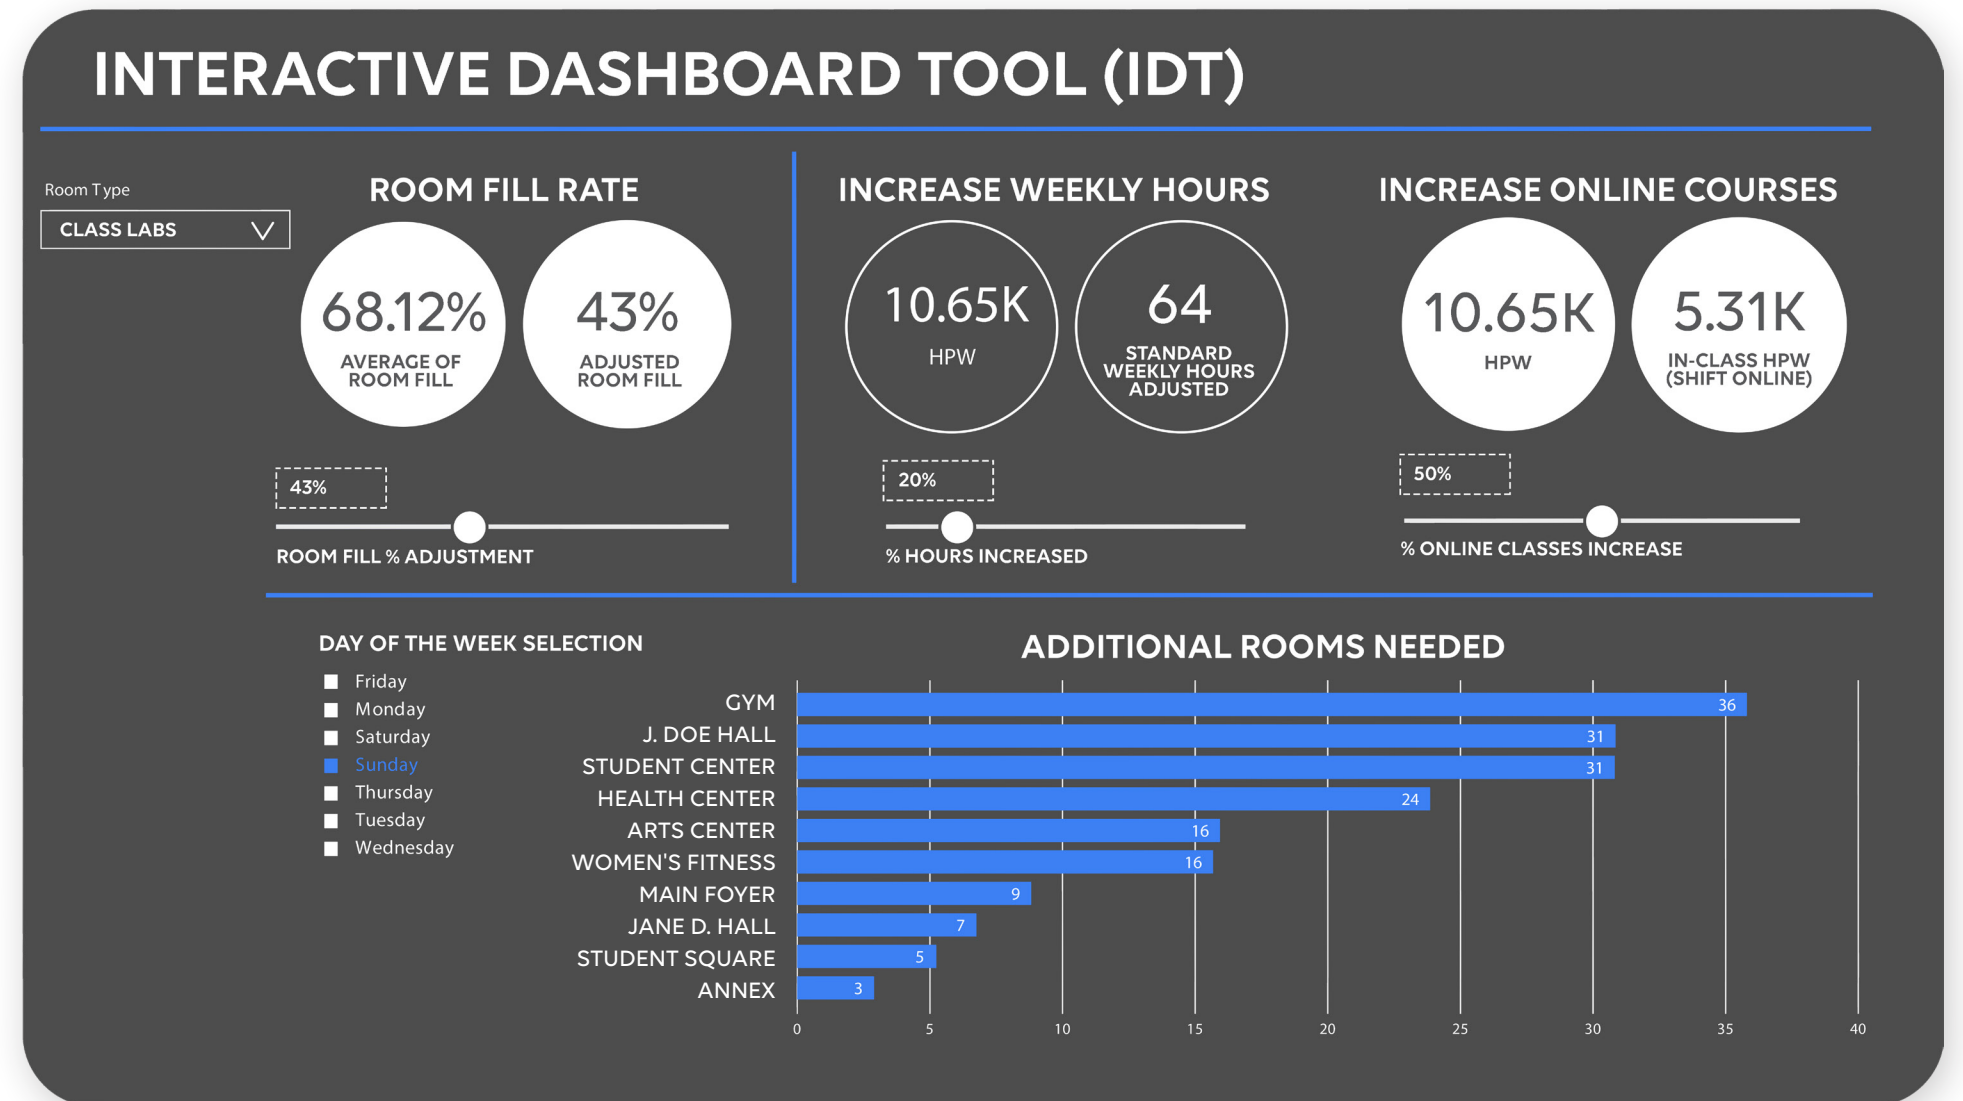 INTERACTIVE DASHBOARD TOOL (IDT)
Room Type
CLASS LABS
ROOM FILL RATE
68.12%
AVERAGE OF
ROOM FILL
43%
ADJUSTED
ROOM FILL
43%
ROOM FILL % ADJUSTMENT
INCREASE WEEKLY HOURS
10.65K
HPW
64
STANDARD
WEEKLY HOURS
ADJUSTED
20%
% HOURS INCREASED
INCREASE ONLINE COURSES
10.65K
HPW
5.31K
IN-CLASS HPW
(SHIFT ONLINE)
50%
% ONLINE CLASSES INCREASE
DAY OF THE WEEK SELECTION
Friday
Monday
Saturday
Sunday
Thursday
Tuesday
Wednesday
ADDITIONAL ROOMS NEEDED
GYM 36
J. DOE HALL 31
STUDENT CENTER 31
HEALTH CENTER 24
ARTS CENTER 16
WOMEN'S FITNESS 16
MAIN FOYER 9
JANE D. HALL 7
STUDENT SQUARE 5
ANNEX 3
0 5 10 15 20 25 30 35 40